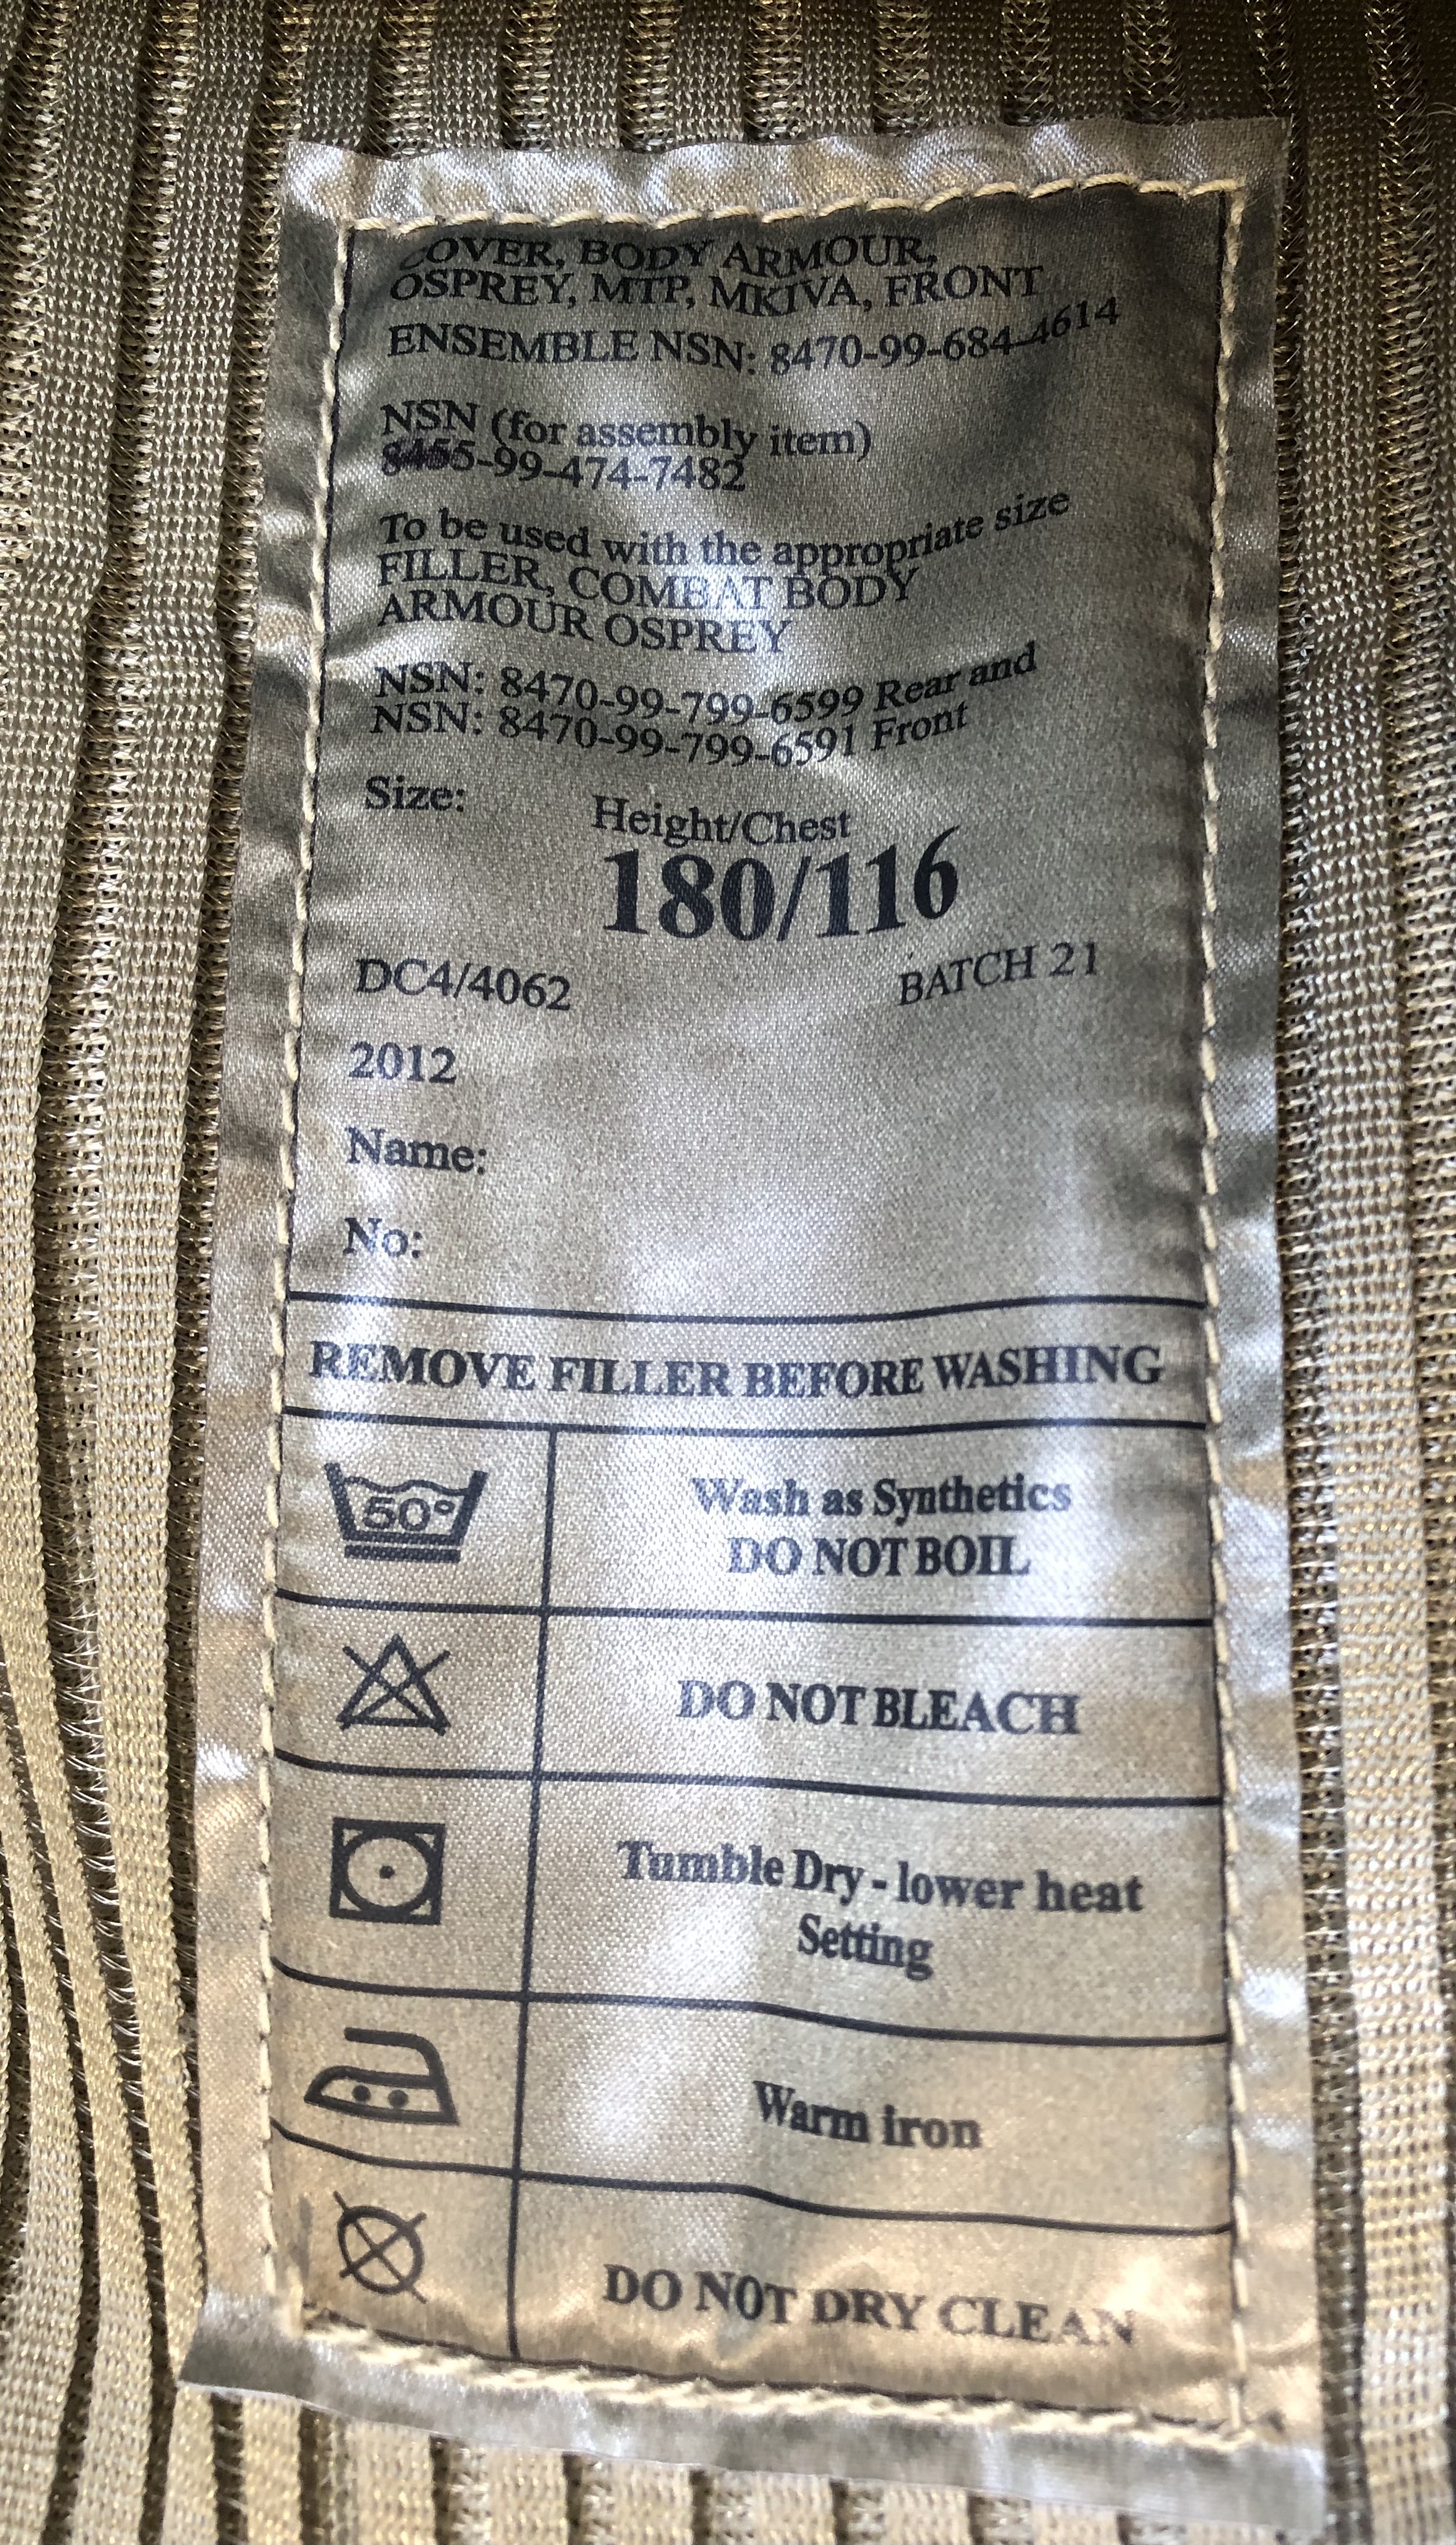 COVER, BODY ARMOUR,
OSPREY, MTP, MKIVA, FRONT
ENSEMBLE NSN: 8470-99-684-4614
NSN (for assembly item)
8465-99-474-7482
To be used with the appropriate size
FILLER, COMBAT BODY
ARMOUR OSPREY
NSN: 8470-99-799-6599 Rear and
NSN: 8470-99-799-6591 Front
Size: Height/Chest
180/116
DC4/4062 BATCH 21
2012
Name:
No:
REMOVE FILLER BEFORE WASHING
50° Wash as Synthetics
DO NOT BOIL
DO NOT BLEACH
Tumble Dry - lower heat
Setting
Warm iron
DO NOT DRY CLEAN